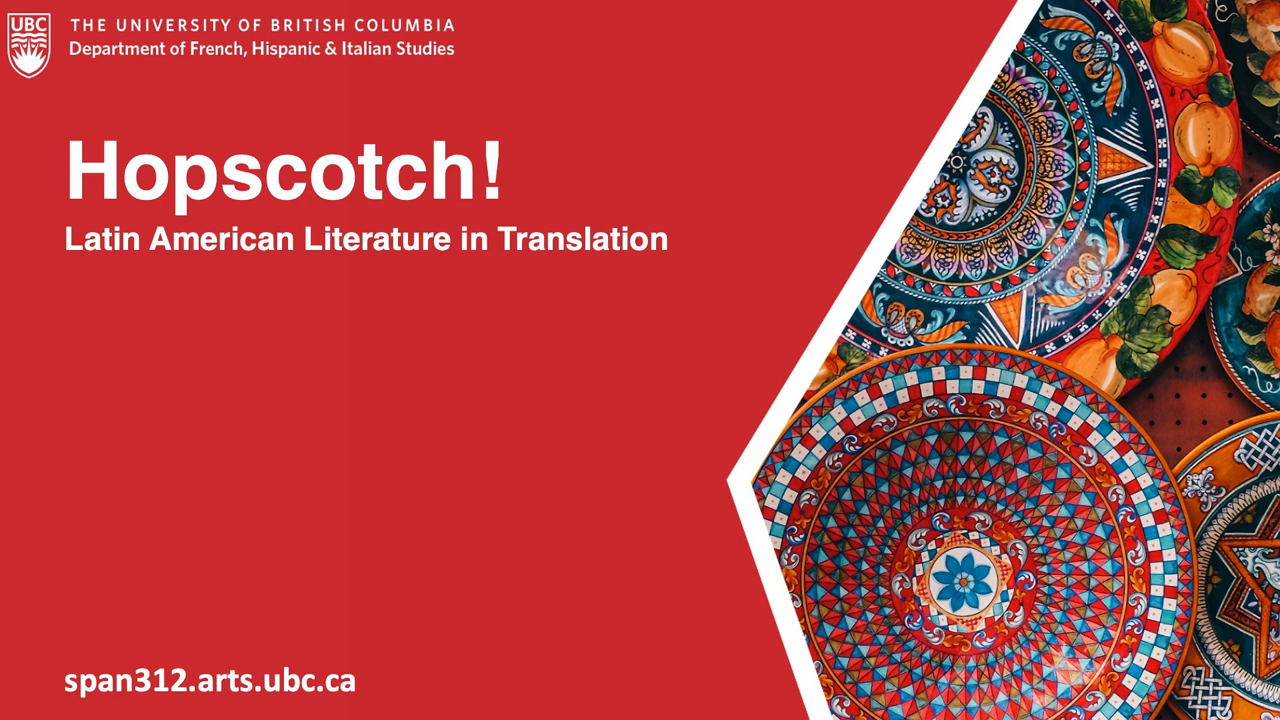 UBC
THE UNIVERSITY OF BRITISH COLUMBIA
Department of French, Hispanic & Italian Studies
Hopscotch!
Latin American Literature in Translation
span312.arts.ubc.ca